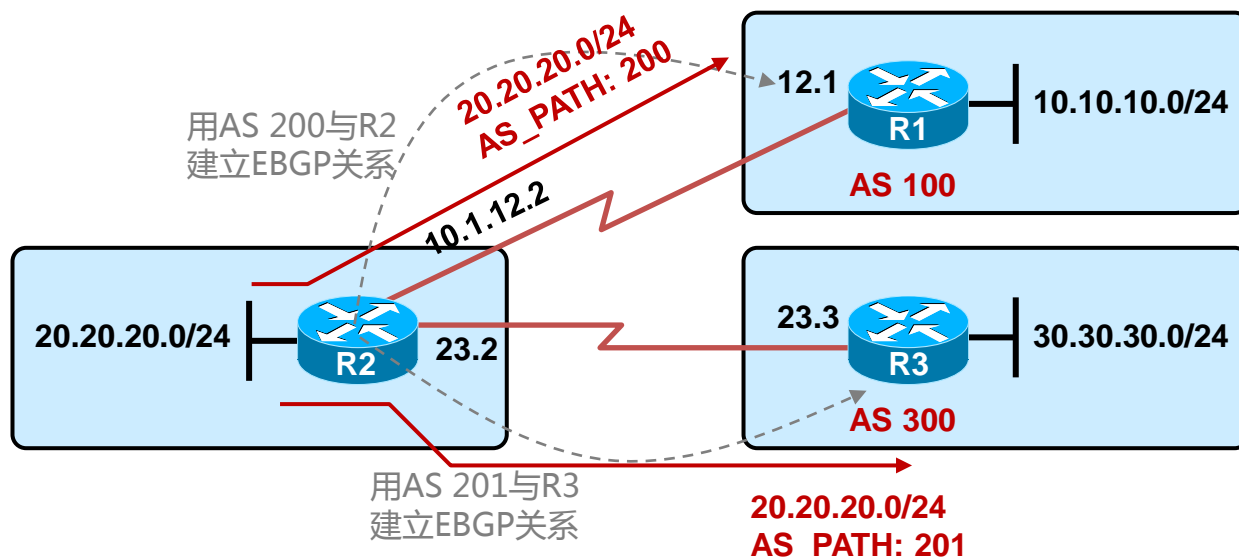 20.20.20.0/24
AS_PATH: 200
用AS 200与R2
建立EBGP关系
12.1
R1
10.10.10.0/24
AS 100
10.1.12.2
20.20.20.0/24
R2
23.2
23.3
R3
30.30.30.0/24
AS 300
用AS 201与R3
建立EBGP关系
20.20.20.0/24
AS_PATH: 201